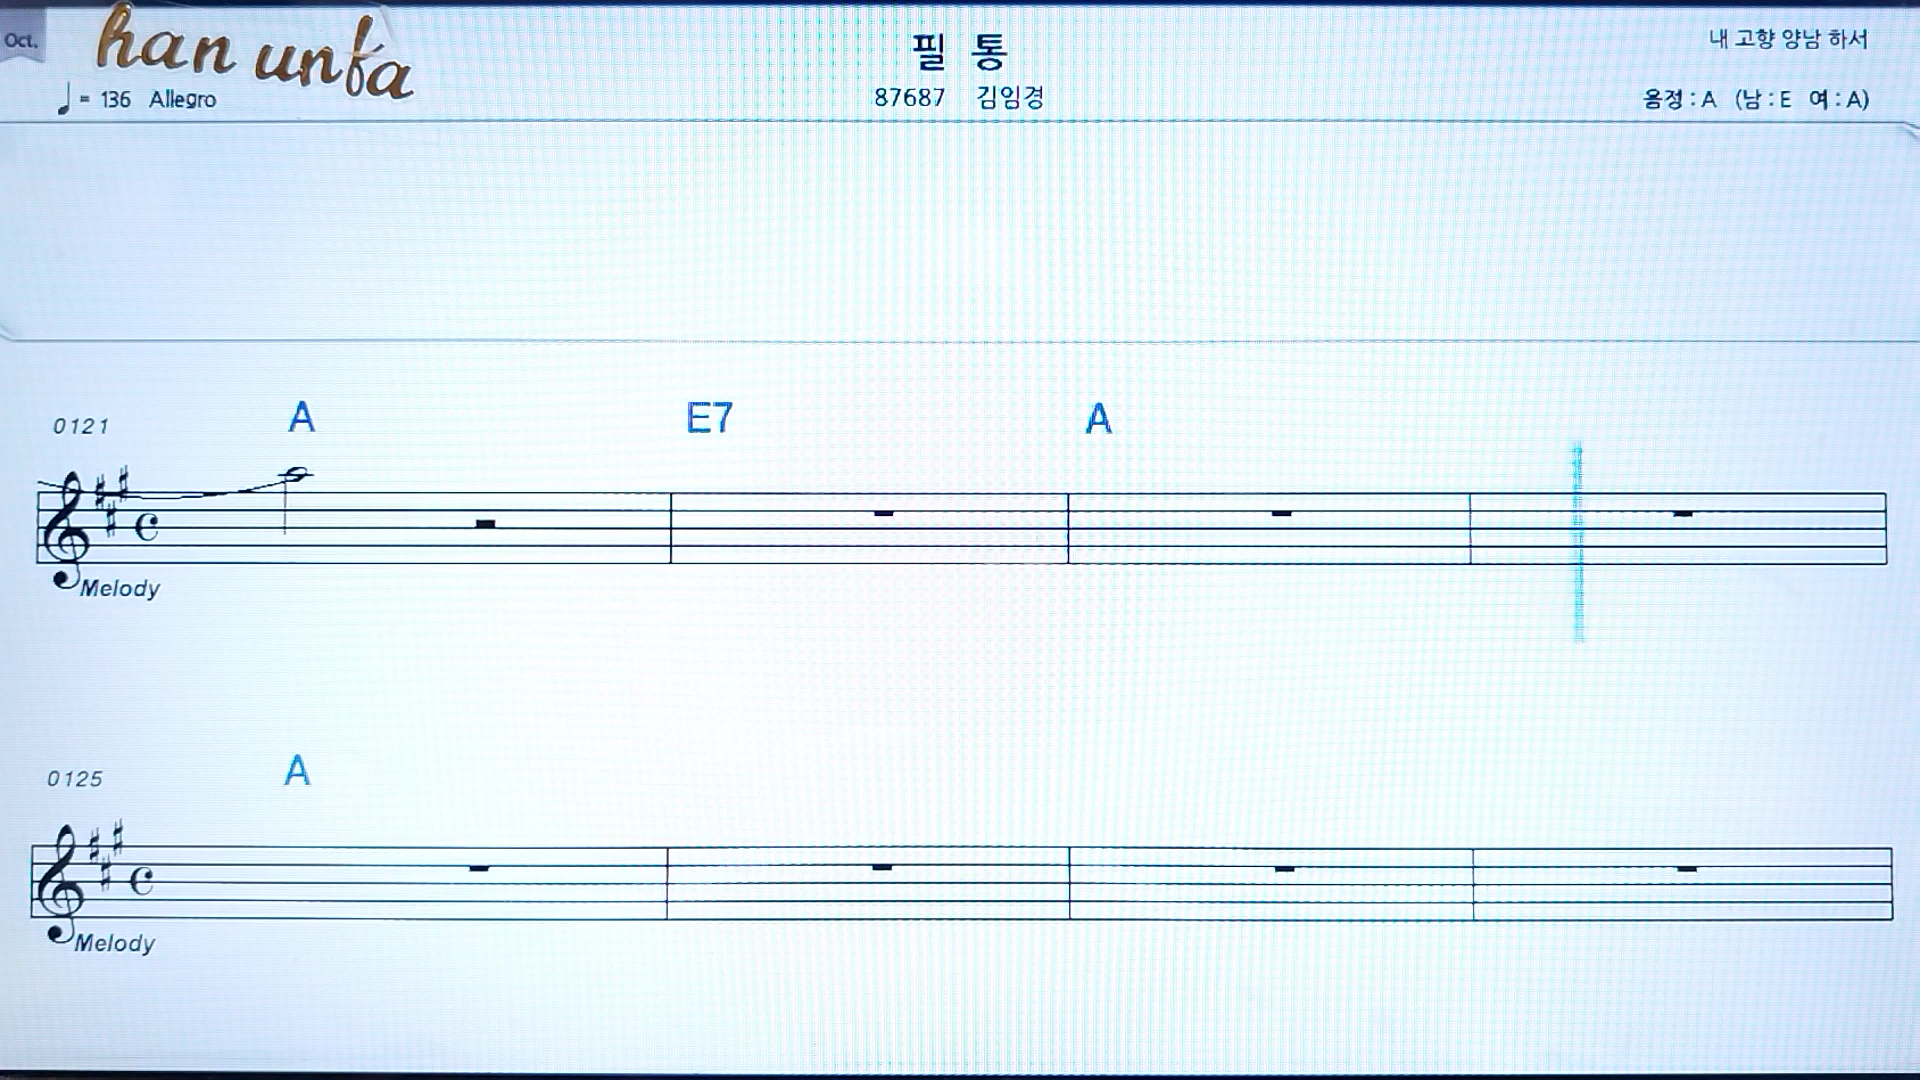 Oct.
han unfa
필 통
내 고향 양남 하서
♩ = 136 Allegro
87687 김임경
음정 : A (남 : E 여 : A)
0121 A E7 A
Melody
0125 A
Melody